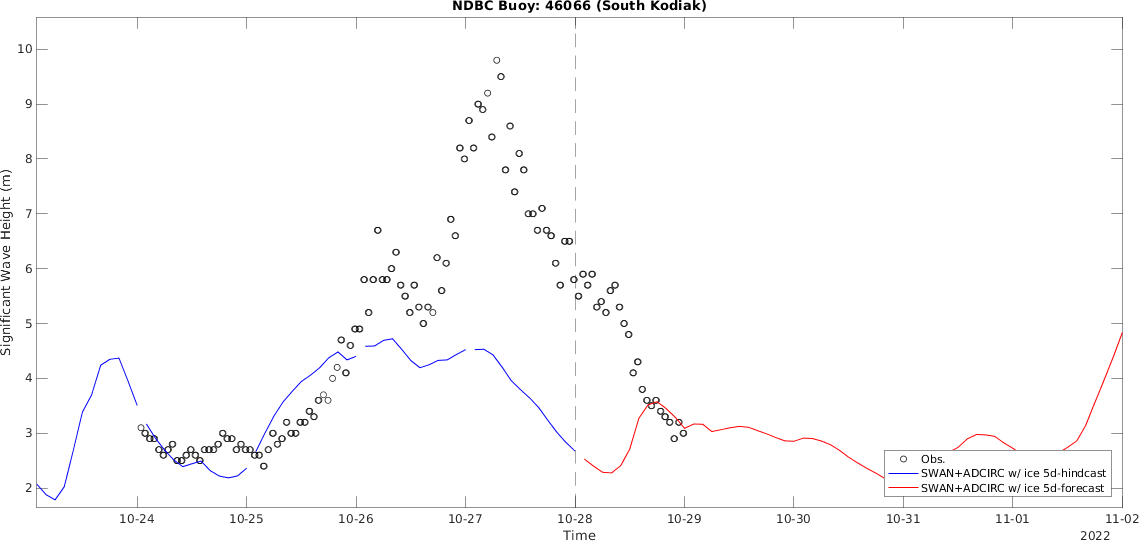 NDBC Buoy: 46066 (South Kodiak)
10
9
8
7
6
5
4
3
2
Significant Wave Height (m)
Obs.
SWAN+ADCIRC w/ ice 5d-hindcast
SWAN+ADCIRC w/ ice 5d-forecast
10-24 10-25 10-26 10-27 10-28 10-29 10-30 10-31 11-01 11-02
Time
2022